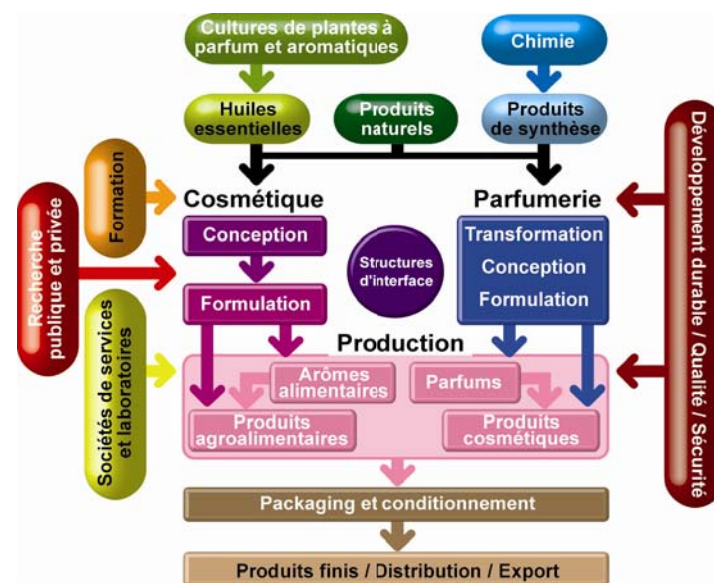 Cultures de plantes à
parfum et aromatiques
Chimie
Huiles
essentielles
Produits
naturels
Produits
de synthèse
Formation
Recherche
publique et privée
Sociétés de services
et laboratoires
Cosmétique
Parfumerie
Conception
Formulation
Structures
d'interface
Transformation
Conception
Formulation
Production
Arômes
alimentaires
Parfums
Produits
agroalimentaires
Produits
cosmétiques
Développement durable / Qualité / Sécurité
Packaging et conditionnement
Produits finis / Distribution / Export